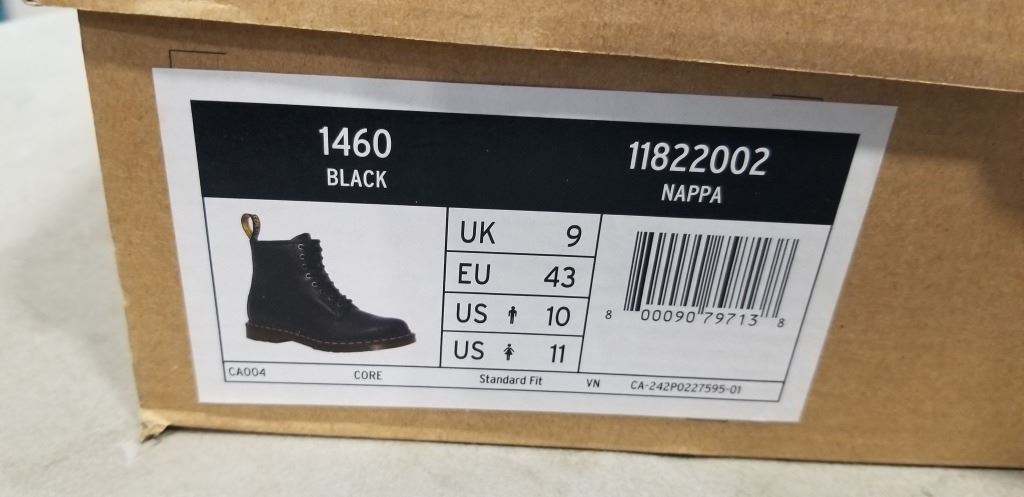 1460
BLACK
11822002
NAPPA
UK 9
EU 43
US 10
US 11
8 00090 79713 8
CA004 CORE Standard Fit VN CA-242P0227595-01